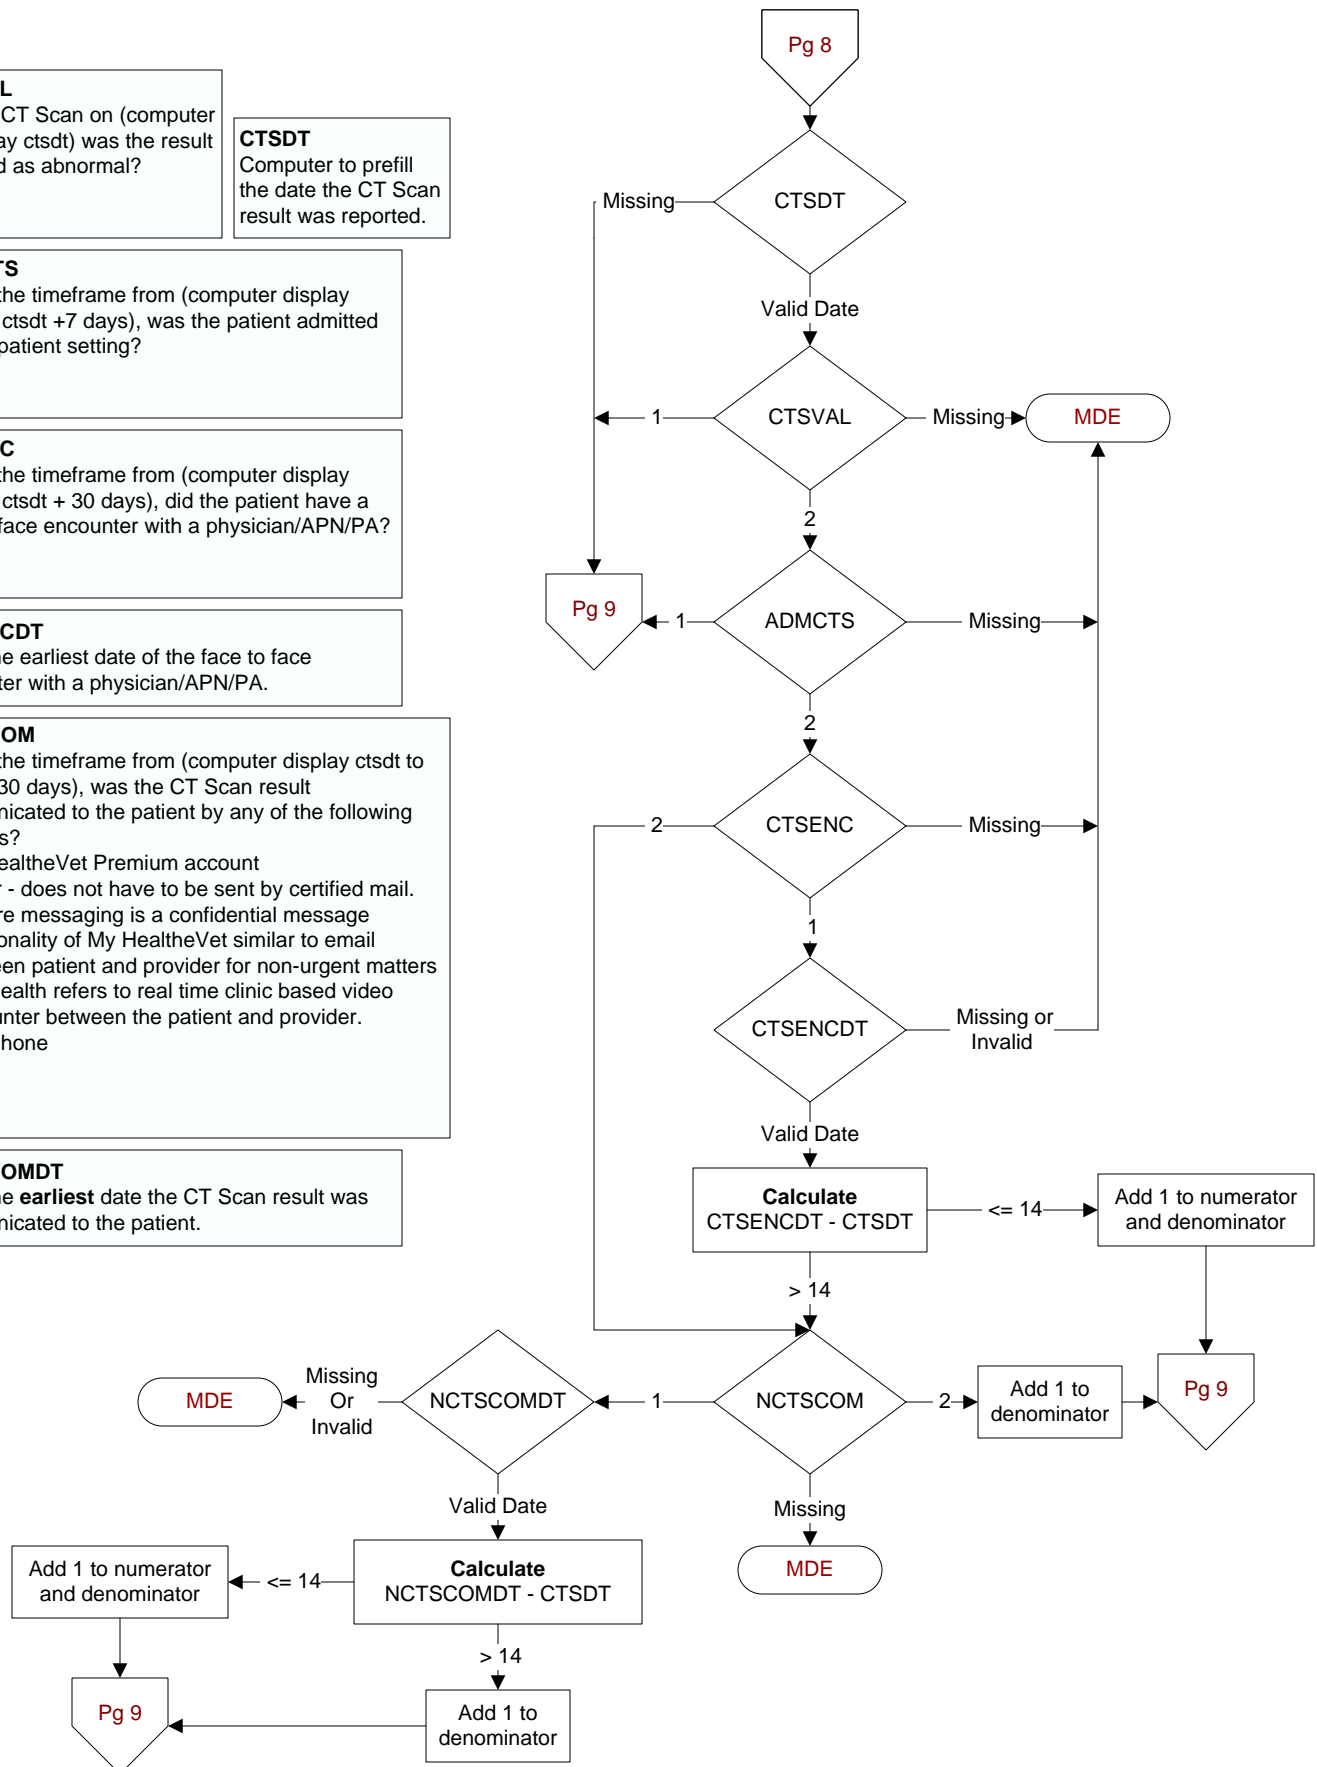 Pg 8
L
CT Scan on (computer
ay ctsdt) was the result
d as abnormal?
CTSDT
Computer to prefill
the date the CT Scan
result was reported.
TS
the timeframe from (computer display
ctsdt +7 days), was the patient admitted
patient setting?
C
the timeframe from (computer display
ctsdt + 30 days), did the patient have a
face encounter with a physician/APN/PA?
CDT
he earliest date of the face to face
ter with a physician/APN/PA.
OM
the timeframe from (computer display ctsdt to
30 days), was the CT Scan result
nicated to the patient by any of the following
s?
ealtheVet Premium account
r - does not have to be sent by certified mail.
re messaging is a confidential message
onality of My HealtheVet similar to email
een patient and provider for non-urgent matters
health refers to real time clinic based video
unter between the patient and provider.
hone
OMDT
he earliest date the CT Scan result was
nicated to the patient.
Missing
CTSDT
Valid Date
1
CTSVAL
Missing
MDE
2
Pg 9
1
ADMCTS
Missing
2
2
CTSENC
Missing
1
CTSENCDT
Missing or
Invalid
Valid Date
Calculate
CTSENCDT - CTSDT
<= 14
Add 1 to numerator
and denominator
> 14
MDE
Missing
Or
Invalid
NCTSCOMDT
1
NCTSCOM
2
Add 1 to
denominator
Pg 9
Valid Date
Missing
MDE
Add 1 to numerator
and denominator
<= 14
Calculate
NCTSCOMDT - CTSDT
> 14
Pg 9
Add 1 to
denominator